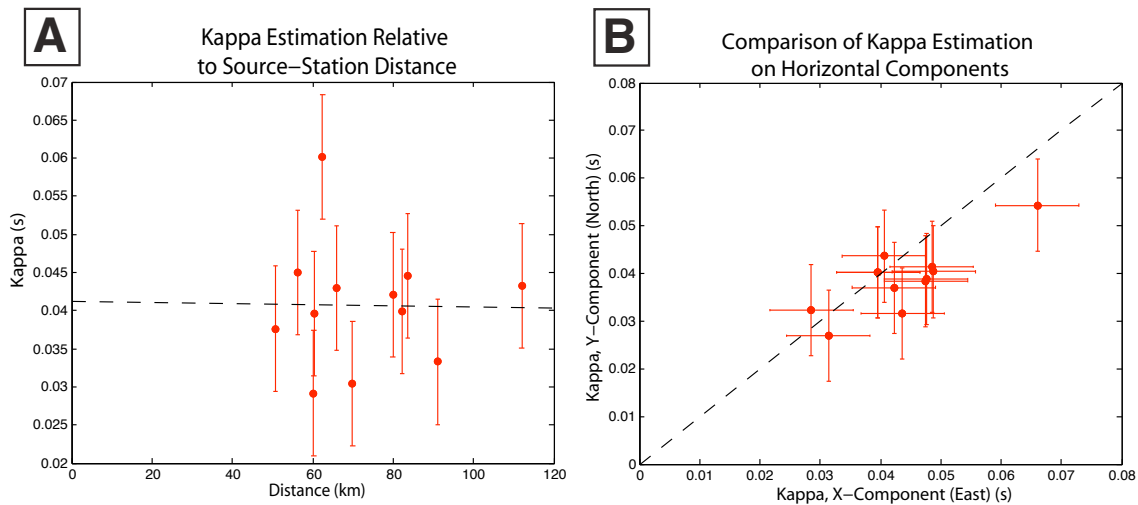 A
Kappa Estimation Relative
to Source−Station Distance
0.07
0.065
0.06
0.055
0.05
0.045
0.04
0.035
0.03
0.025
0.02
Kappa (s)
0 20 40 60 80 100 120
Distance (km)
B
Comparison of Kappa Estimation
on Horizontal Components
0.08
0.07
0.06
0.05
0.04
0.03
0.02
0.01
0
Kappa, Y−Component (North) (s)
0 0.01 0.02 0.03 0.04 0.05 0.06 0.07 0.08
Kappa, X−Component (East) (s)